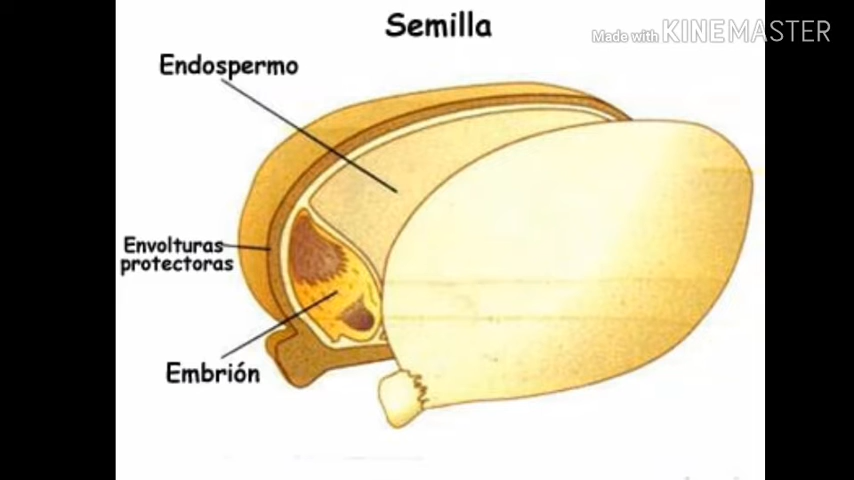 Semilla
Made with KINEMASTER
Endospermo
Envolturas
protectoras
Embrión